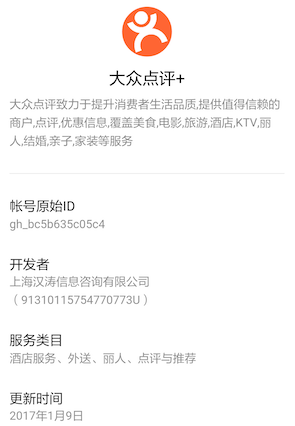 大众点评+
大众点评致力于提升消费者生活品质,提供值得信赖的
商户,点评,优惠信息,覆盖美食,电影,旅游,酒店,KTV,丽
人,结婚,亲子,家装等服务
帐号原始ID
gh_bc5b635c05c4
开发者
上海汉涛信息咨询有限公司
（91310115754770773U）
服务类目
酒店服务、外送、丽人、点评与推荐
更新时间
2017年1月9日